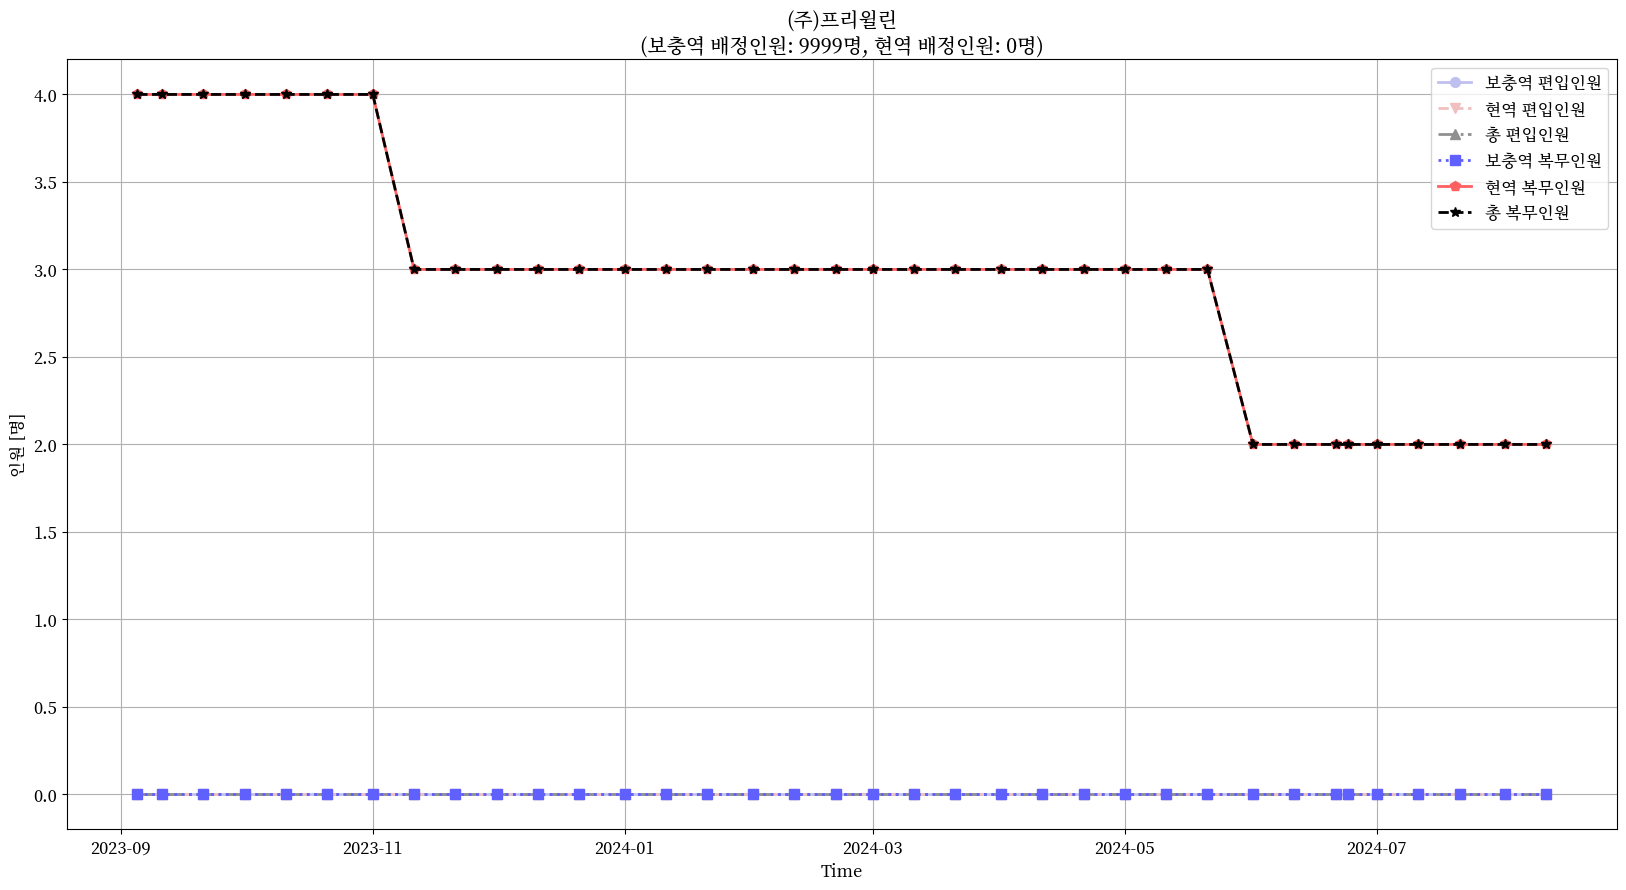 (주)프리윌린
(보충역 배정인원: 9999명, 현역 배정인원: 0명)
보충역 편입인원
현역 편입인원
총 편입인원
보충역 복무인원
현역 복무인원
총 복무인원
인원 [명]
4.0
3.5
3.0
2.5
2.0
1.5
1.0
0.5
0.0
2023-09
2023-11
2024-01
2024-03
2024-05
2024-07
Time